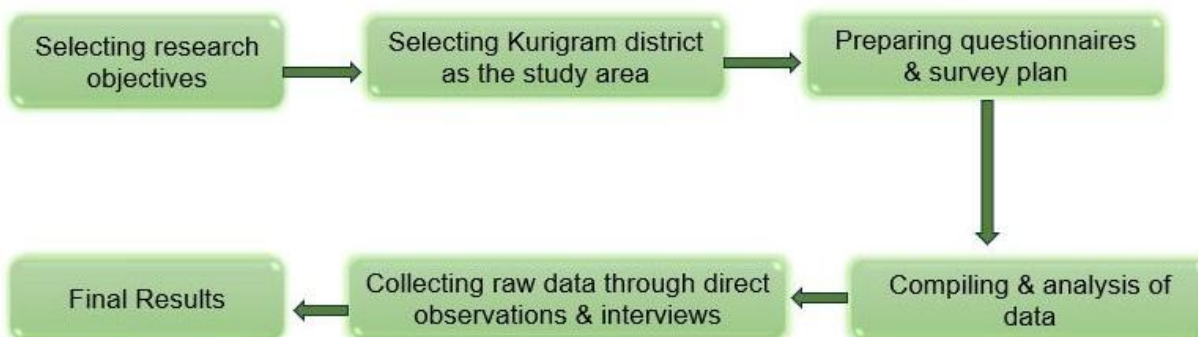 Selecting research
objectives
Selecting Kurigram district
as the study area
Preparing questionnaires
& survey plan
Compiling & analysis of
data
Collecting raw data through direct
observations & interviews
Final Results